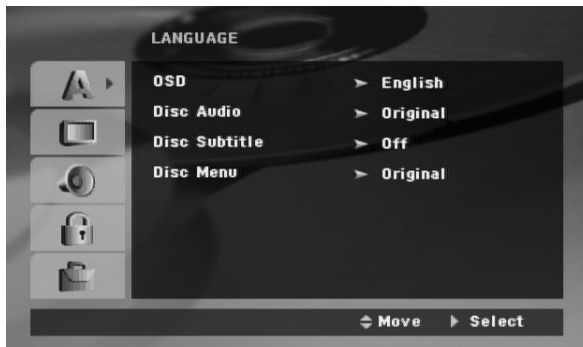 LANGUAGE
A
OSD ➢ English
Disc Audio ➢ Original
Disc Subtitle ➢ Off
Disc Menu ➢ Original
Move Select